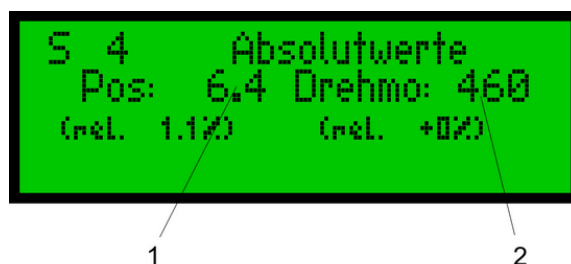 S 4 Absolutwerte
Pos: 6.4 Drehmo: 460
(rel. 1.1%) (rel. +0%)
1 2